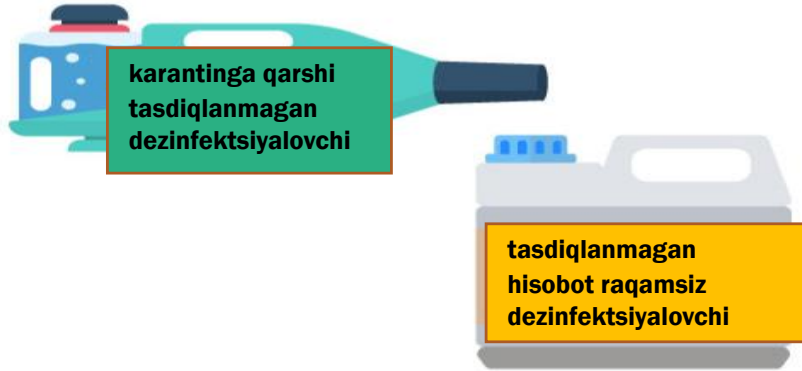 karantinga qarshi
tasdiqlanmagan
dezinfektsiyalovchi
tasdiqlanmagan
hisobot raqamsiz
dezinfektsiyalovchi